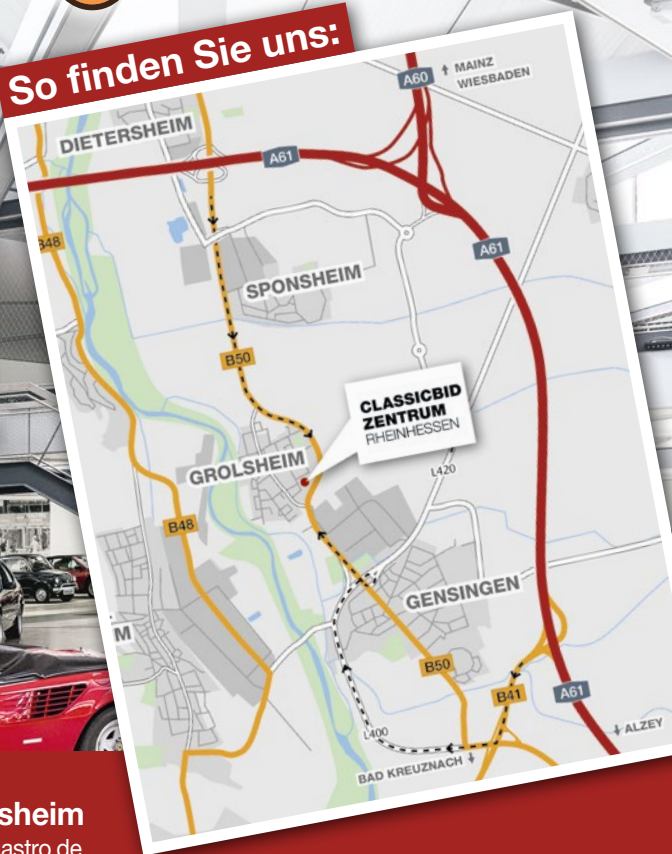 So finden Sie uns:
A60
↑ MAINZ
WIESBADEN
DIETERSHEIM
A61
B48
A61
SPONSHEIM
B50
CLASSICBID
ZENTRUM
RHEINHESSEN
GROLSHEIM
L420
B48
GENSINGEN
M
B50
B41
A61
L400
↓ ALZEY
BAD KREUZNACH ↓
sheim
astro.de